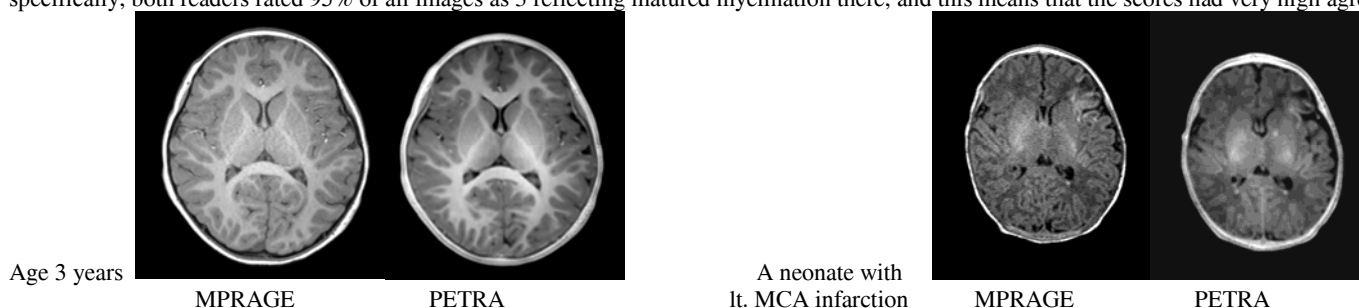 specifically, both readers rated 95% of all images as 3 reflecting matured myelination there, and this means that the scores had very high
Age 3 years
MPRAGE PETRA
A neonate with
lt. MCA infarction MPRAGE PETRA